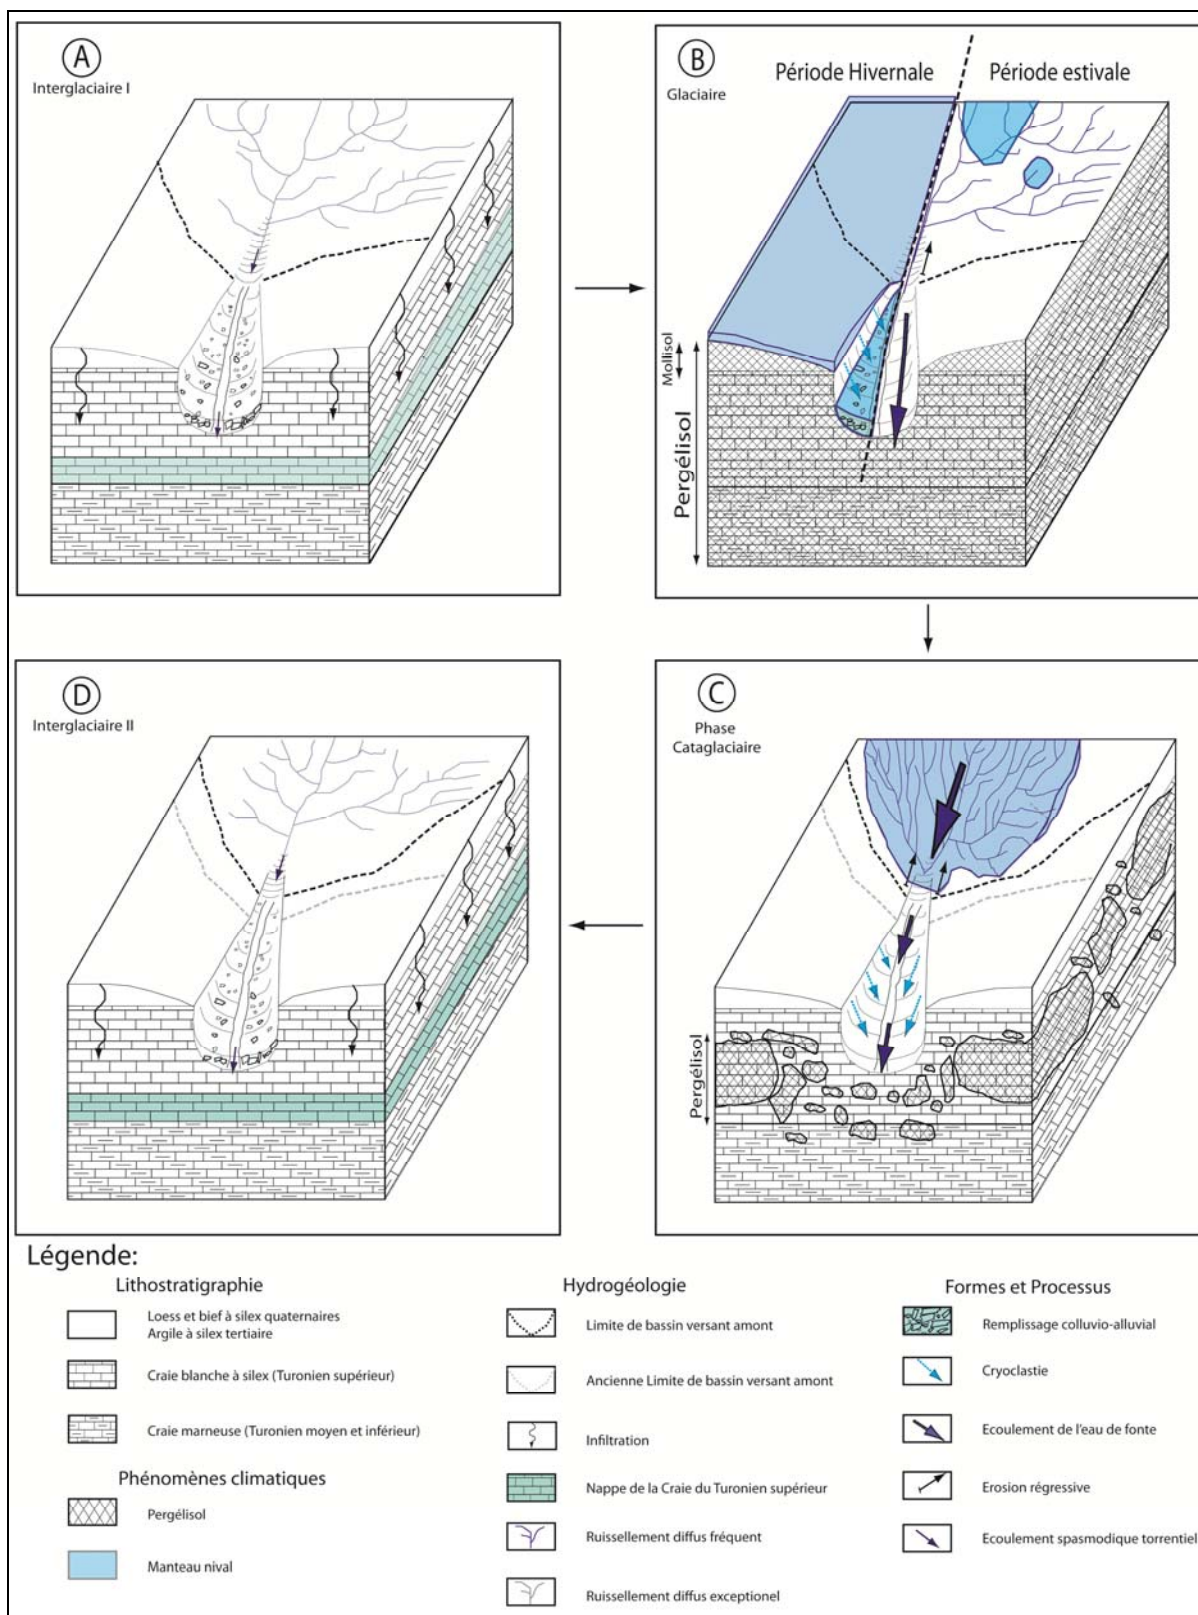 A
Interglaciaire I
B
Glaciaire
Période Hivernale
Période estivale
Mollisol
Pergélisol
D
Interglaciaire II
C
Phase
Cataglaciaire
Pergélisol
Légende:
Lithostratigraphie
Loess et bief à silex quaternaires
Argile à silex tertiaire
Craie blanche à silex (Turonien supérieur)
Craie marneuse (Turonien moyen et inférieur)
Phénomènes climatiques
Pergélisol
Manteau nival
Hydrogéologie
Limite de bassin versant amont
Ancienne Limite de bassin versant amont
Infiltration
Nappe de la Craie du Turonien supérieur
Ruissellement diffus fréquent
Ruissellement diffus exceptionel
Formes et Processus
Remplissage colluvio-alluvial
Cryoclastie
Ecoulement de l'eau de fonte
Erosion régressive
Ecoulement spasmodique torrentiel